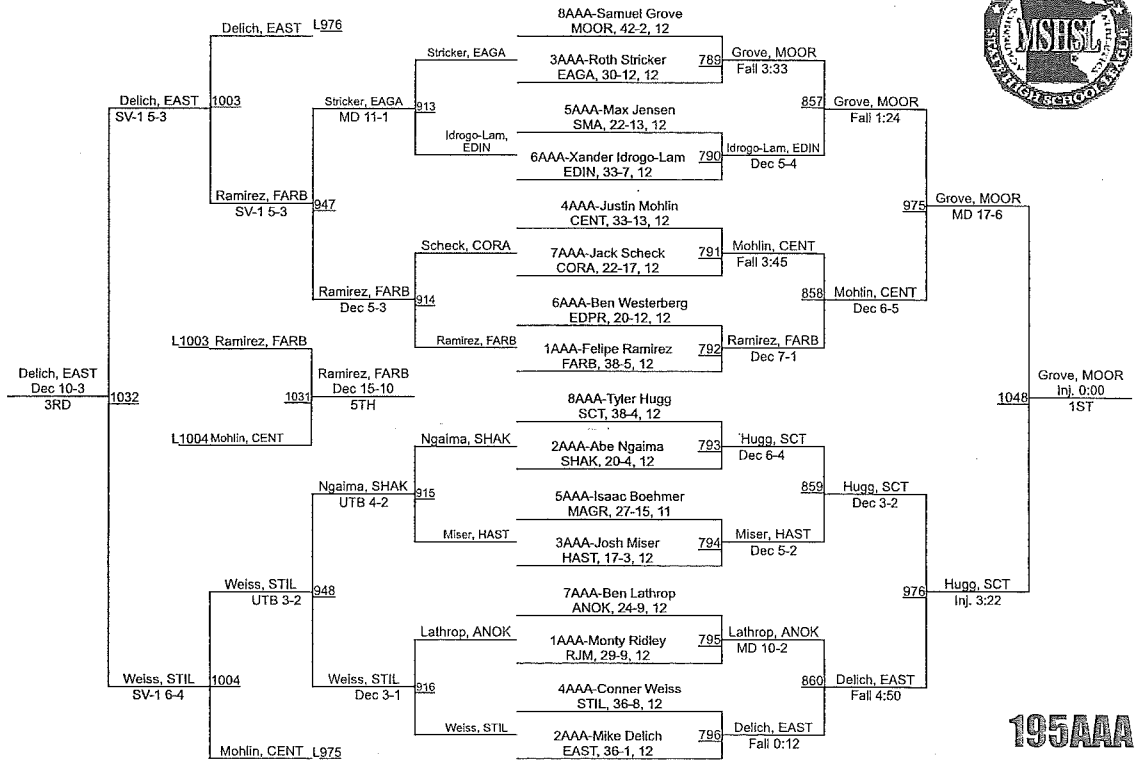 8AAA-Samuel Grove
MOOR, 42-2, 12
Delich, EAST L976
MSHSL
STATE HIGH SCHOOL LEAGUE
Stricker, EAGA
3AAA-Roth Stricker
EAGA, 30-12, 12
789
Grove, MOOR
Fall 3:33
Delich, EAST
SV-1 5-3
1003
Stricker, EAGA
MD 11-1
913
5AAA-Max Jensen
SMA, 22-13, 12
857
Grove, MOOR
Fall 1:24
Idrogo-Lam,
EDIN
6AAA-Xander Idrogo-Lam
EDIN, 33-7, 12
790
Idrogo-Lam, EDIN
Dec 5-4
Ramirez, FARB
SV-1 5-3
947
4AAA-Justin Mohlin
CENT, 33-13, 12
975
Grove, MOOR
MD 17-6
Scheck, CORA
7AAA-Jack Scheck
CORA, 22-17, 12
791
Mohlin, CENT
Fall 3:45
Ramirez, FARB
Dec 5-3
914
6AAA-Ben Westerberg
EDPR, 20-12, 12
858
Mohlin, CENT
Dec 6-5
L1003 Ramirez, FARB
Ramirez, FARB
1AAA-Felipe Ramirez
FARB, 38-5, 12
792
Ramirez, FARB
Dec 7-1
Delich, EAST
Dec 10-3
3RD
1032
1031
Ramirez, FARB
Dec 15-10
5TH
8AAA-Tyler Hugg
SCT, 38-4, 12
1048
Grove, MOOR
Inj. 0:00
1ST
L1004 Mohlin, CENT
Ngaima, SHAK
2AAA-Abe Ngaima
SHAK, 20-4, 12
793
Hugg, SCT
Dec 6-4
Ngaima, SHAK
UTB 4-2
915
5AAA-Isaac Boehmer
MAGR, 27-15, 11
859
Hugg, SCT
Dec 3-2
Miser, HAST
3AAA-Josh Miser
HAST, 17-3, 12
794
Miser, HAST
Dec 5-2
Weiss, STIL
UTB 3-2
948
7AAA-Ben Lathrop
ANOK, 24-9, 12
976
Hugg, SCT
Inj. 3:22
Lathrop, ANOK
1AAA-Monty Ridley
RJM, 29-9, 12
795
Lathrop, ANOK
MD 10-2
Weiss, STIL
SV-1 6-4
1004
Weiss, STIL
Dec 3-1
916
4AAA-Conner Weiss
STIL, 36-8, 12
860
Delich, EAST
Fall 4:50
Weiss, STIL
2AAA-Mike Delich
EAST, 36-1, 12
796
Delich, EAST
Fall 0:12
Mohlin, CENT L975
195AAA